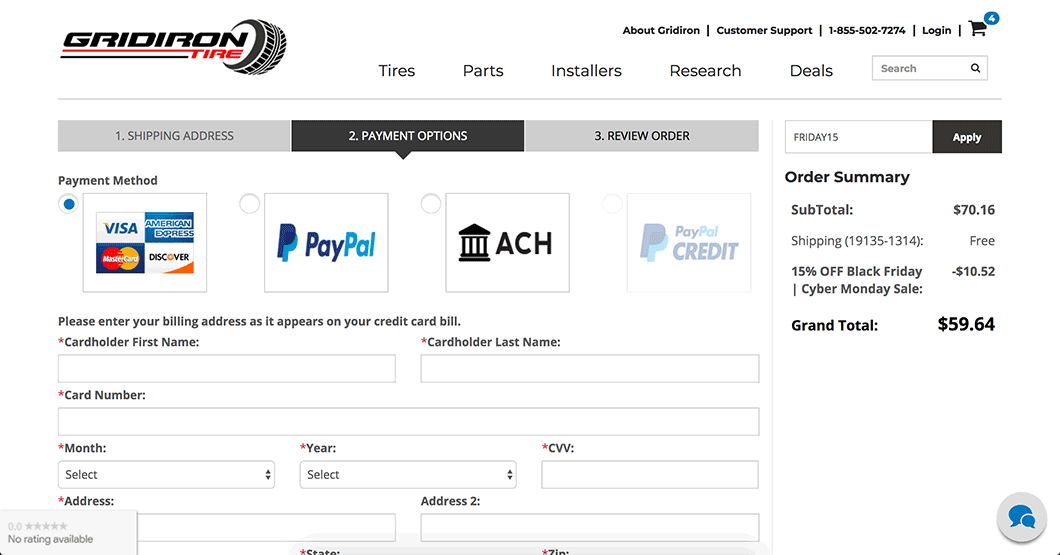 GRIDIRON
TIRE
About Gridiron | Customer Support | 1-855-502-7274 | Login | 4
Tires Parts Installers Research Deals Search
1. SHIPPING ADDRESS 2. PAYMENT OPTIONS 3. REVIEW ORDER
FRIDAY15 Apply
Payment Method
VISA AMERICAN EXPRESS
MasterCard DISCOVER
PayPal
ACH
PayPal
CREDIT
Order Summary
SubTotal: $70.16
Shipping (19135-1314): Free
15% OFF Black Friday -$10.52
| Cyber Monday Sale:
Grand Total: $59.64
Please enter your billing address as it appears on your credit card bill.
*Cardholder First Name: *Cardholder Last Name:
*Card Number:
*Month: *Year: *CVV:
Select Select
*Address: Address 2:
0.0 ★★★★★
No rating available
*State: *Zip: